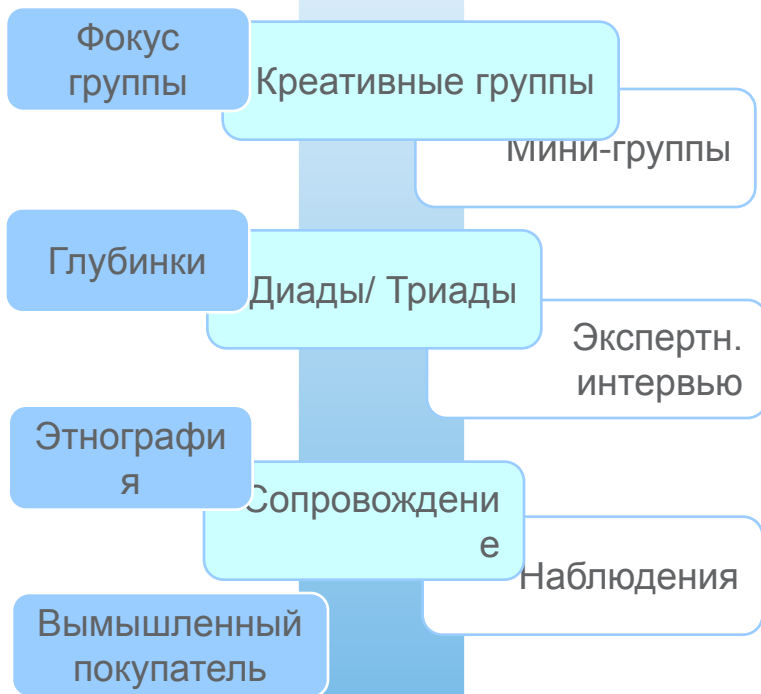 Фокус
группы
Креативные группы
Мини-группы
Глубинки
Диады/ Триады
Экспертн.
интервью
Этнографи
я
Сопровождени
е
Наблюдения
Вымышленный
покупатель